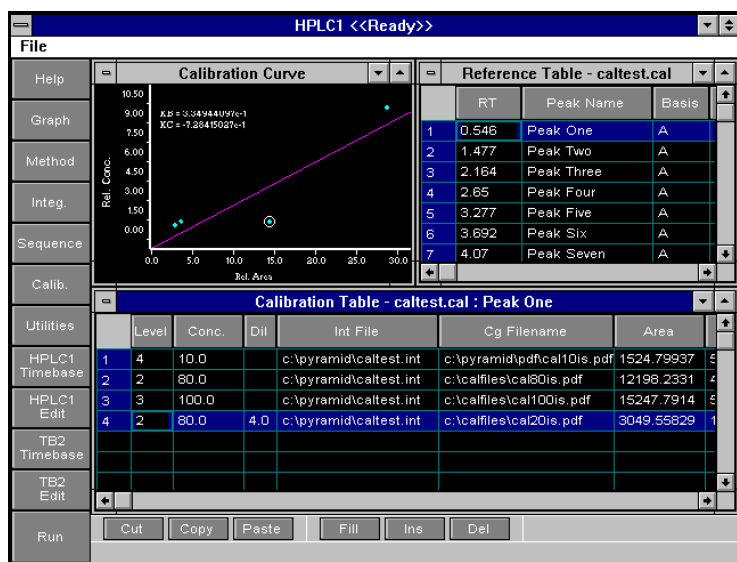 HPLC1 <<Ready>>
File
Help
Graph
Method
Integ.
Sequence
Calib.
Utilities
HPLC1
Timebase
HPLC1
Edit
TB2
Timebase
TB2
Edit
Run
Calibration Curve
10.50
9.00
7.50
6.00
4.50
3.00
1.50
0.00
KB = 3.34944097e-1
KC = -7.28415027e-1
Rel. Conc.
0.0 5.0 10.0 15.0 20.0 25.0 30.0
Rel. Area
Reference Table - caltest.cal
RT Peak Name Basis
1 0.546 Peak One A
2 1.477 Peak Two A
3 2.164 Peak Three A
4 2.65 Peak Four A
5 3.277 Peak Five A
6 3.692 Peak Six A
7 4.07 Peak Seven A
Calibration Table - caltest.cal : Peak One
Level Conc. Dil Int File Cg Filename Area
1 4 10.0 c:\pyramid\caltest.int c:\pyramid\pdf\cal10is.pdf 1524.79937
2 2 80.0 c:\pyramid\caltest.int c:\calfiles\cal80is.pdf 12198.2331
3 3 100.0 c:\pyramid\caltest.int c:\calfiles\cal100is.pdf 15247.7914
4 2 80.0 4.0 c:\pyramid\caltest.int c:\calfiles\cal20is.pdf 3049.55829
Cut Copy Paste Fill Ins Del